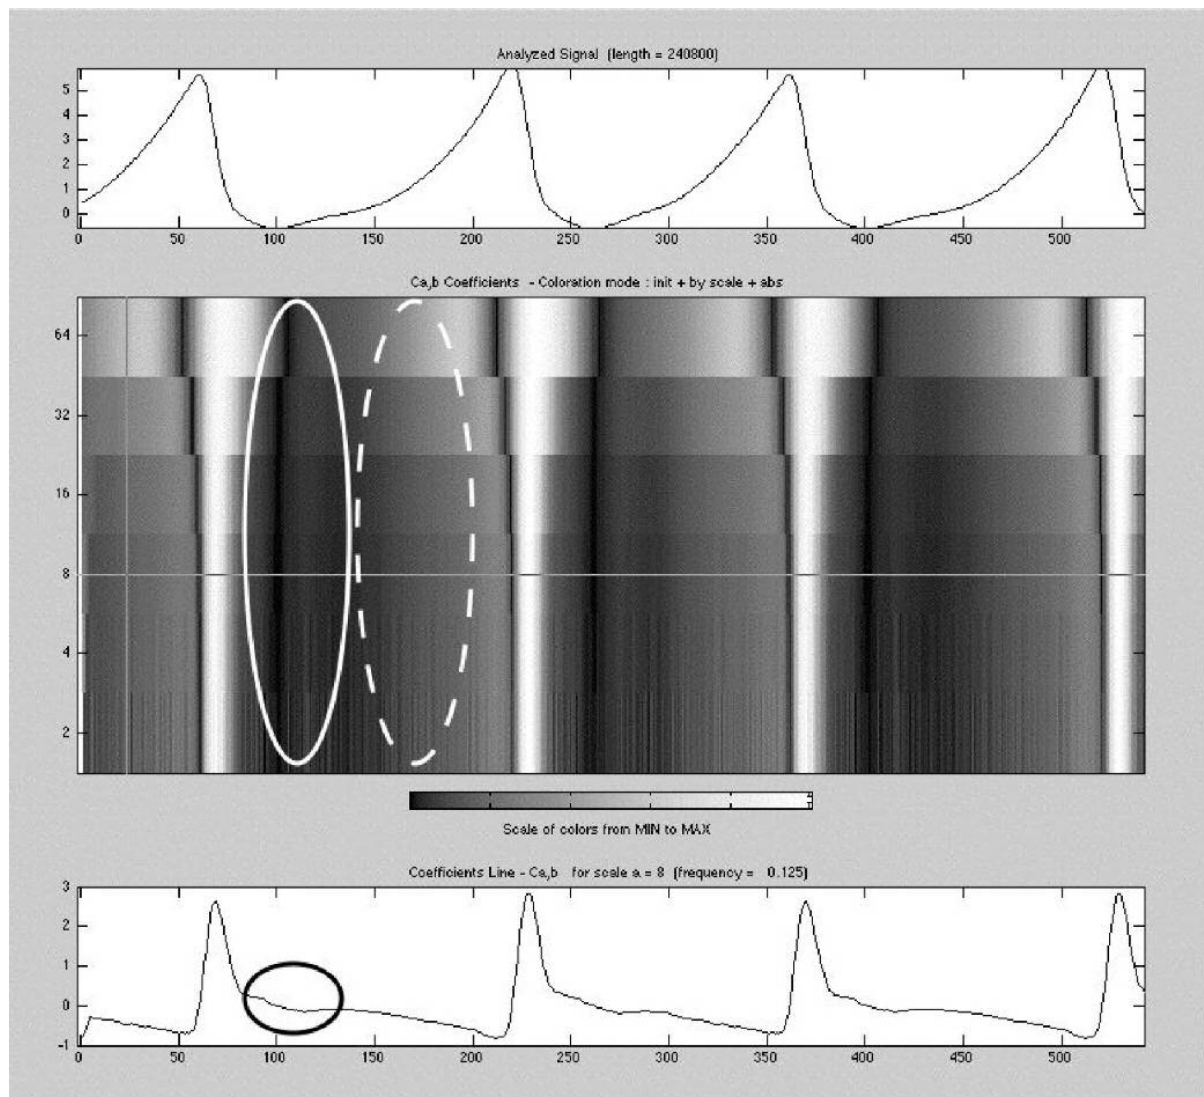 Analyzed Signal (length = 240800)
5
4
3
2
1
0
0 50 100 150 200 250 300 350 400 450 500
Ca,b Coefficients - Coloration mode : init + by scale + abs
64
32
16
8
4
2
Scale of colors from MIN to MAX
Coefficients Line - Ca,b for scale a = 8 (frequency = 0.125)
3
2
1
0
-1
0 50 100 150 200 250 300 350 400 450 500